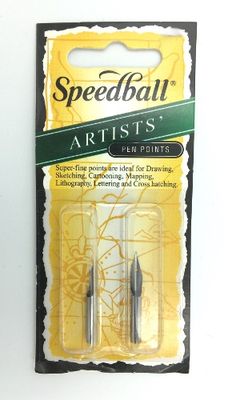 Speedball®
ARTISTS'
PEN POINTS
Super-fine points are ideal for Drawing,
Sketching, Cartooning, Mapping,
Lithography, Lettering and Cross hatching.